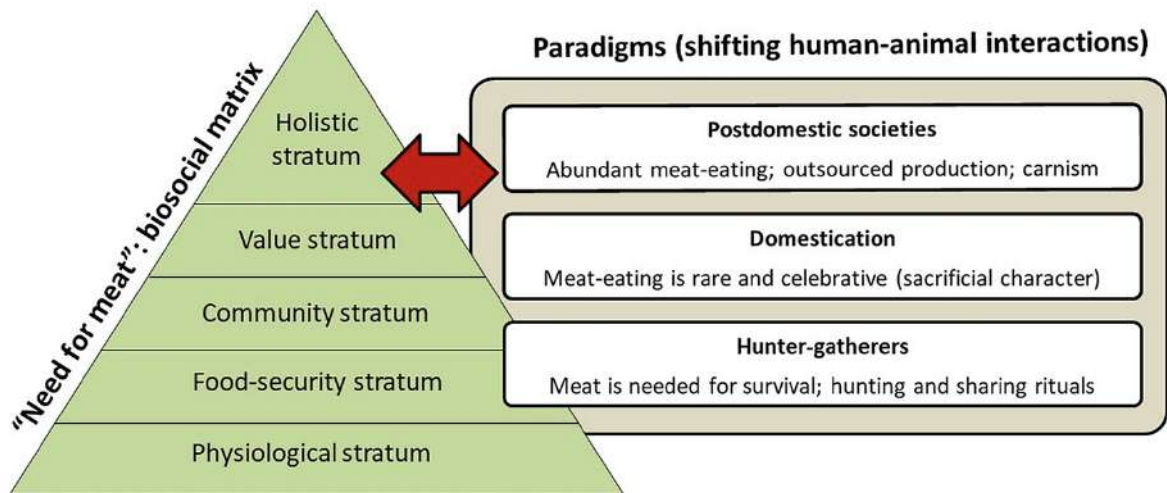 "Need for meat": biosocial matrix
Holistic
stratum
Value stratum
Community stratum
Food-security stratum
Physiological stratum
Paradigms (shifting human-animal interactions)
Postdomestic societies
Abundant meat-eating; outsourced production; carnism
Domestication
Meat-eating is rare and celebrative (sacrificial character)
Hunter-gatherers
Meat is needed for survival; hunting and sharing rituals